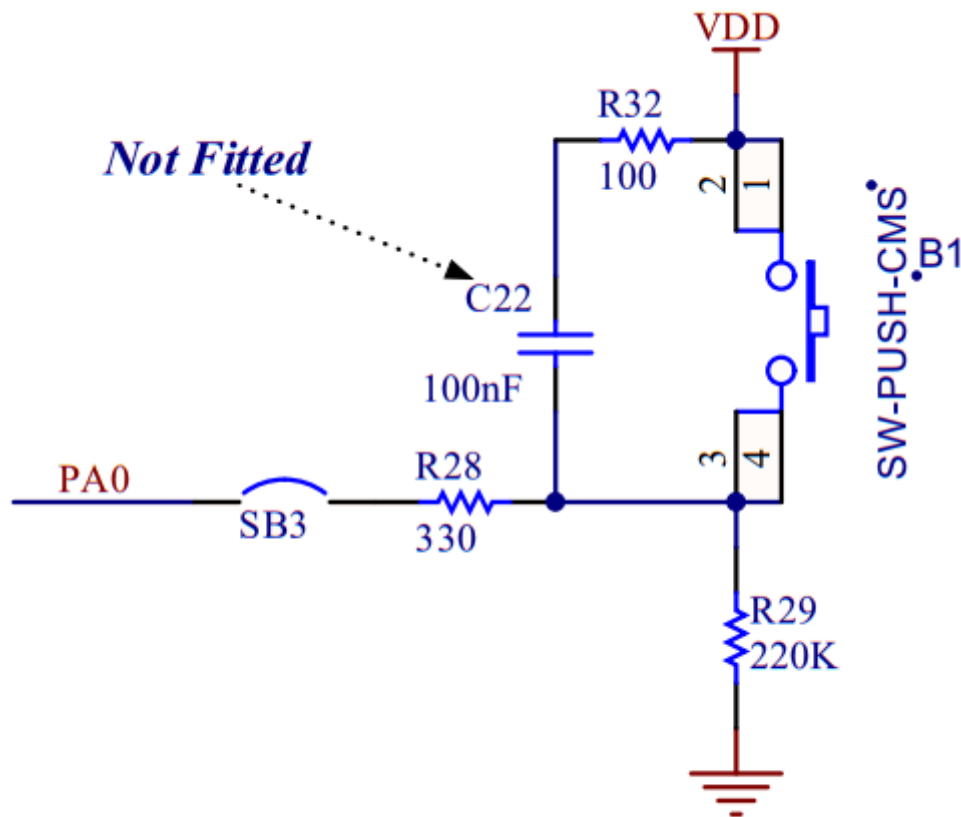 VDD
R32
100
Not Fitted
2
1
SW-PUSH-CMS
B1
C22
100nF
PA0
SB3
R28
330
3
4
R29
220K